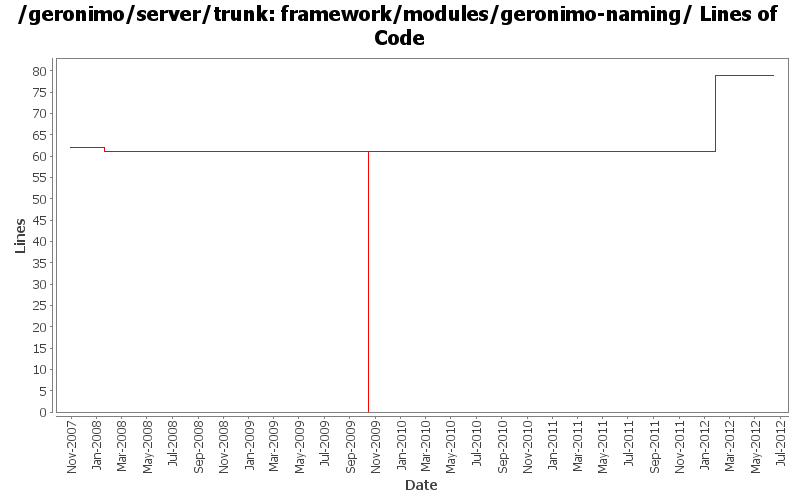 /geronimo/server/trunk: framework/modules/geronimo-naming/ Lines of
Code
80
75
70
65
60
55
50
45
40
35
30
25
20
15
10
5
0
Lines
Nov-2007
Jan-2008
Mar-2008
May-2008
Jul-2008
Sep-2008
Nov-2008
Jan-2009
Mar-2009
May-2009
Jul-2009
Sep-2009
Nov-2009
Jan-2010
Mar-2010
May-2010
Jul-2010
Sep-2010
Nov-2010
Jan-2011
Mar-2011
May-2011
Jul-2011
Sep-2011
Nov-2011
Jan-2012
Mar-2012
May-2012
Jul-2012
Date